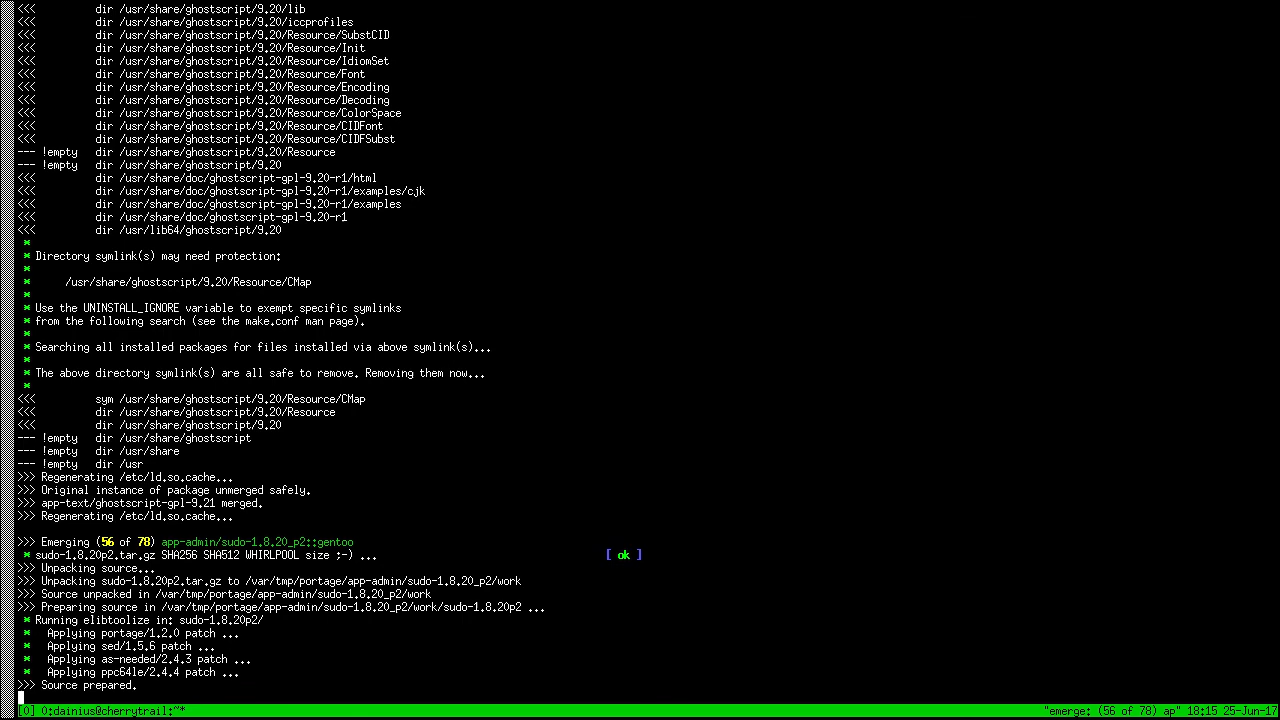 <<<          dir /usr/share/ghostscript/9.20/lib
<<<          dir /usr/share/ghostscript/9.20/iccprofiles
<<<          dir /usr/share/ghostscript/9.20/Resource/SubstCID
<<<          dir /usr/share/ghostscript/9.20/Resource/Init
<<<          dir /usr/share/ghostscript/9.20/Resource/IdiomSet
<<<          dir /usr/share/ghostscript/9.20/Resource/Font
<<<          dir /usr/share/ghostscript/9.20/Resource/Encoding
<<<          dir /usr/share/ghostscript/9.20/Resource/Decoding
<<<          dir /usr/share/ghostscript/9.20/Resource/ColorSpace
<<<          dir /usr/share/ghostscript/9.20/Resource/CIDFont
<<<          dir /usr/share/ghostscript/9.20/Resource/CIDFSubst
--- !empty   dir /usr/share/ghostscript/9.20/Resource
--- !empty   dir /usr/share/ghostscript/9.20
<<<          dir /usr/share/doc/ghostscript-gpl-9.20-r1/html
<<<          dir /usr/share/doc/ghostscript-gpl-9.20-r1/examples/cjk
<<<          dir /usr/share/doc/ghostscript-gpl-9.20-r1/examples
<<<          dir /usr/share/doc/ghostscript-gpl-9.20-r1
<<<          dir /usr/lib64/ghostscript/9.20
 *
 * Directory symlink(s) may need protection:
 *
 *      /usr/share/ghostscript/9.20/Resource/CMap
 *
 * Use the UNINSTALL_IGNORE variable to exempt specific symlinks
 * from the following search (see the make.conf man page).
 *
 * Searching all installed packages for files installed via above symlink(s)...
 *
 * The above directory symlink(s) are all safe to remove. Removing them now...
 *
<<<          sym /usr/share/ghostscript/9.20/Resource/CMap
<<<          dir /usr/share/ghostscript/9.20/Resource
<<<          dir /usr/share/ghostscript/9.20
--- !empty   dir /usr/share/ghostscript
--- !empty   dir /usr/share
--- !empty   dir /usr
>>> Regenerating /etc/ld.so.cache...
>>> Original instance of package unmerged safely.
>>> app-text/ghostscript-gpl-9.21 merged.
>>> Regenerating /etc/ld.so.cache...

>>> Emerging (56 of 78) app-admin/sudo-1.8.20_p2::gentoo
 * sudo-1.8.20p2.tar.gz SHA256 SHA512 WHIRLPOOL size ;-) ...                                      [ ok ]
>>> Unpacking source...
>>> Unpacking sudo-1.8.20p2.tar.gz to /var/tmp/portage/app-admin/sudo-1.8.20_p2/work
>>> Source unpacked in /var/tmp/portage/app-admin/sudo-1.8.20_p2/work
>>> Preparing source in /var/tmp/portage/app-admin/sudo-1.8.20_p2/work/sudo-1.8.20p2 ...
 * Running elibtoolize in: sudo-1.8.20p2/
 *   Applying portage/1.2.0 patch ...
 *   Applying sed/1.5.6 patch ...
 *   Applying as-needed/2.4.3 patch ...
 *   Applying ppc64le/2.4.4 patch ...
>>> Source prepared.
[0] 0:dainius@cherrytrail:~* "emerge: (56 of 78) ap" 18:15 25-Jun-17